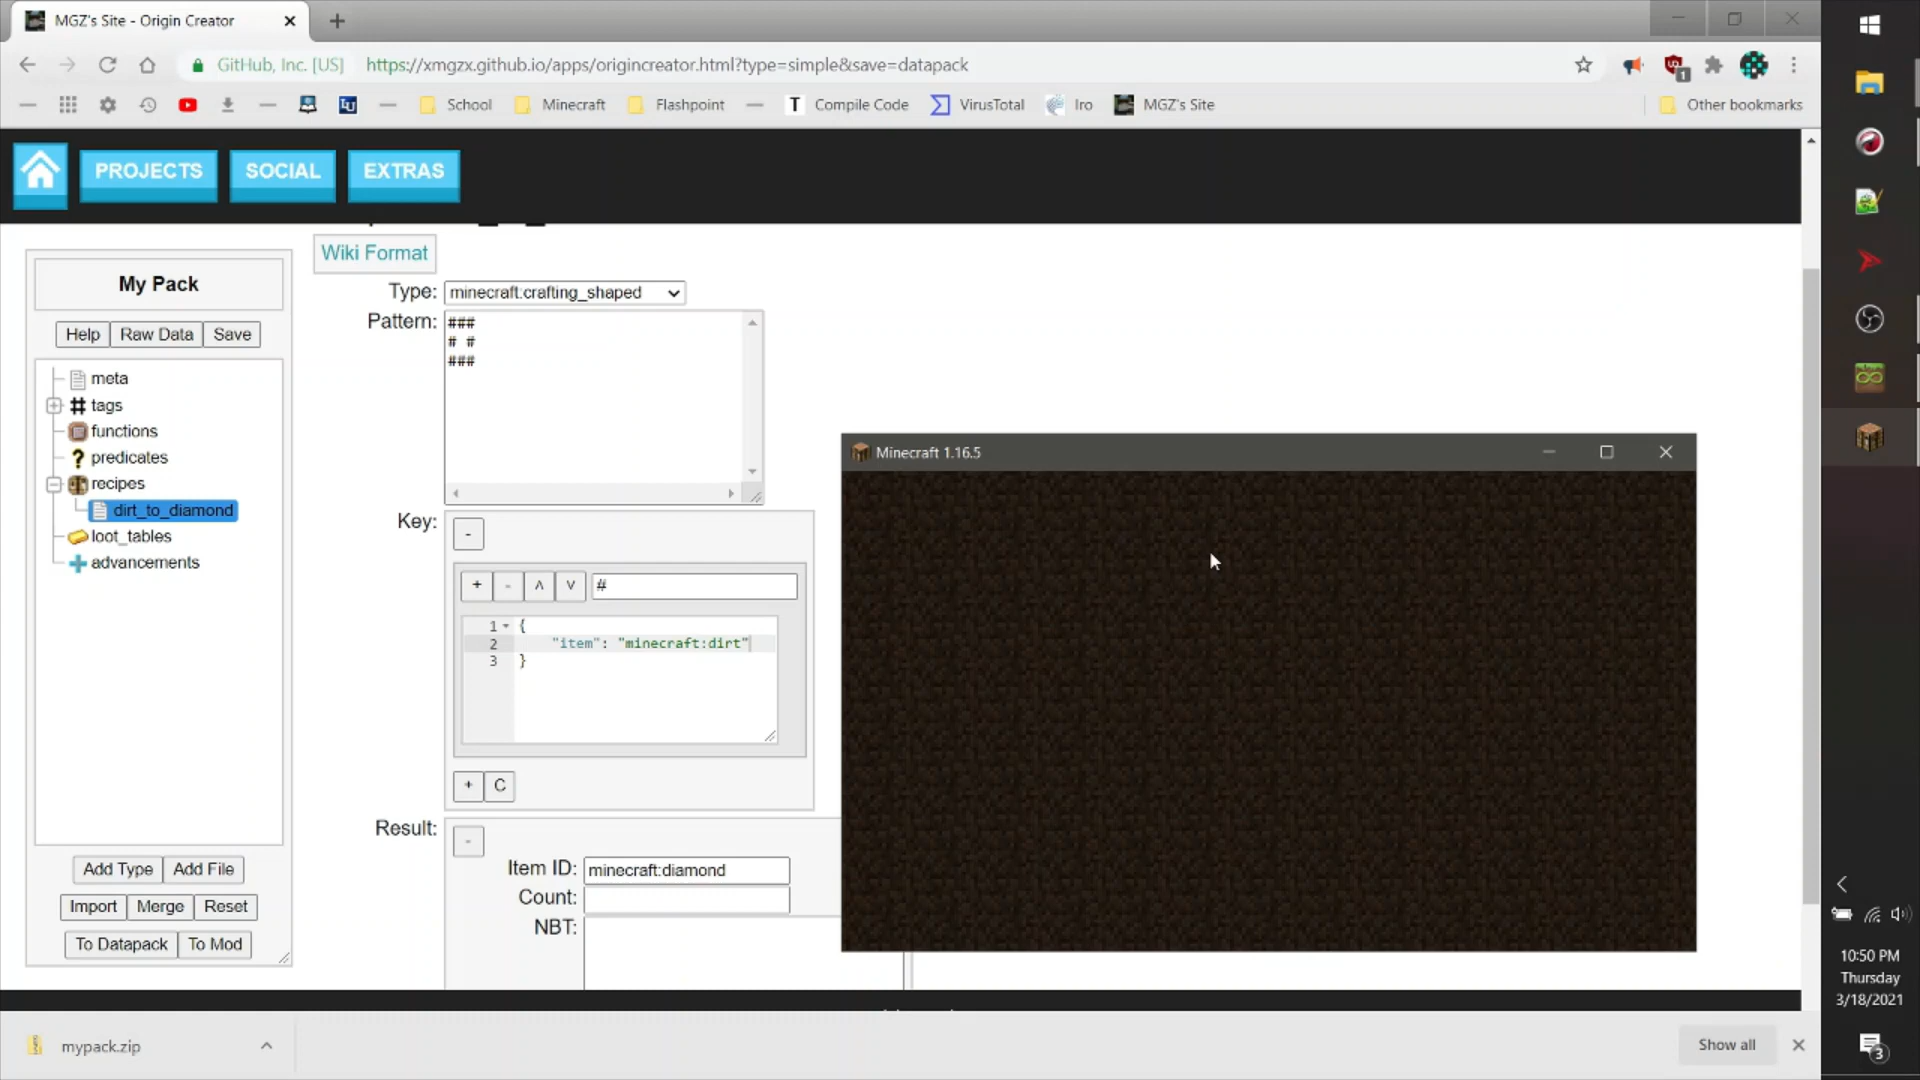 MGZ's Site - Origin Creator
GitHub, Inc. [US]
https://xmgzx.github.io/apps/origincreator.html?type=simple&save=datapack
1
LU
School
Minecraft
Flashpoint
T
Compile Code
VirusTotal
Iro
MGZ's Site
Other bookmarks
PROJECTS
SOCIAL
EXTRAS
My Pack
Help
Raw Data
Save
meta
tags
functions
predicates
recipes
dirt_to_diamond
loot_tables
advancements
Add Type
Add File
Import
Merge
Reset
To Datapack
To Mod
Wiki Format
Type:
minecraft:crafting_shaped
Pattern:
###
# #
###
Key:
-
+ - ʌ v #
1 {
2 "item": "minecraft:dirt"
3 }
+ C
Result:
-
Item ID: minecraft:diamond
Count:
NBT:
Minecraft 1.16.5
10:50 PM
Thursday
3/18/2021
3
mypack.zip
Show all